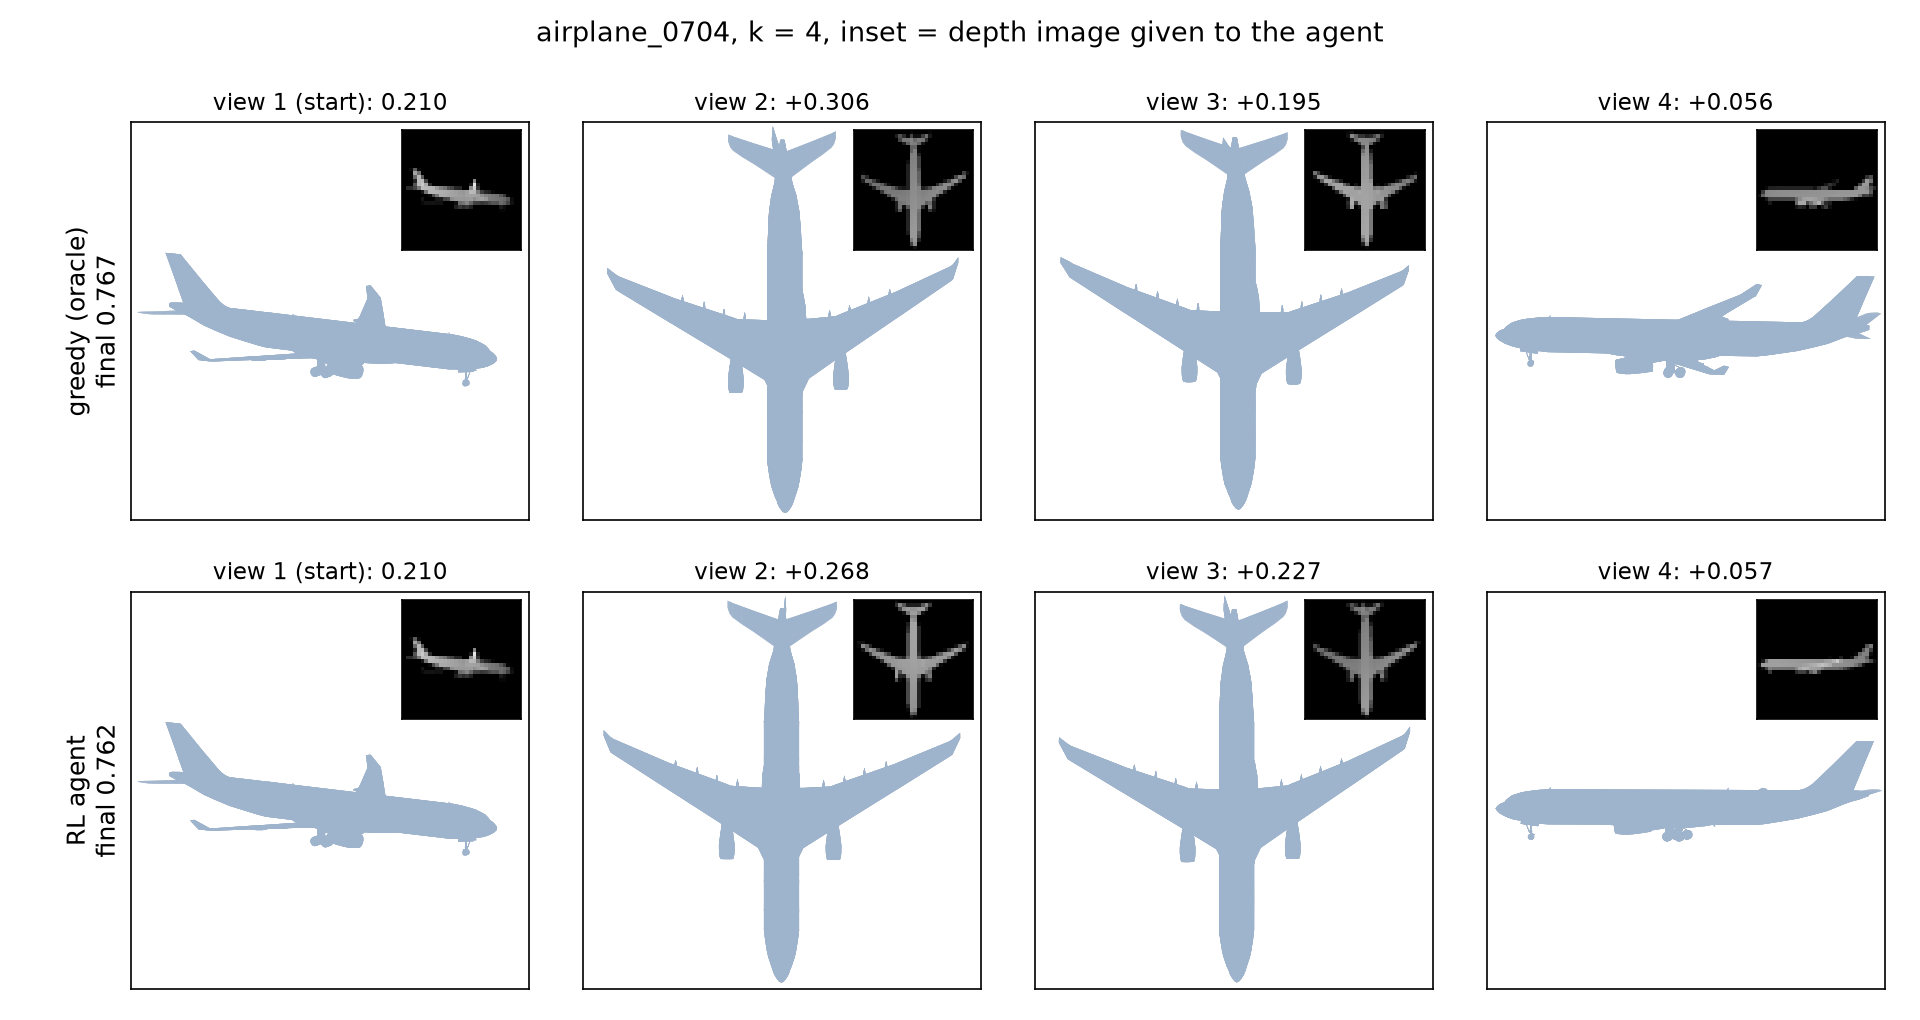 airplane_0704, k = 4, inset = depth image given to the agent
view 1 (start): 0.210
view 2: +0.306
view 3: +0.195
view 4: +0.056
greedy (oracle)
final 0.767
view 1 (start): 0.210
view 2: +0.268
view 3: +0.227
view 4: +0.057
RL agent
final 0.762